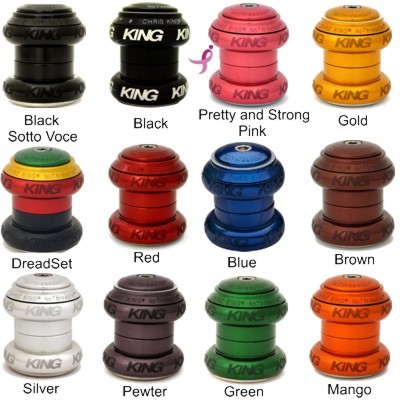 CHRIS KING
KING
KING
KING
KING
Black
Sotto Voce
Black
Pretty and Strong
Pink
Gold
KING
KING
KING
KING
DreadSet
Red
Blue
Brown
KING
KING
KING
KING
Silver
Pewter
Green
Mango